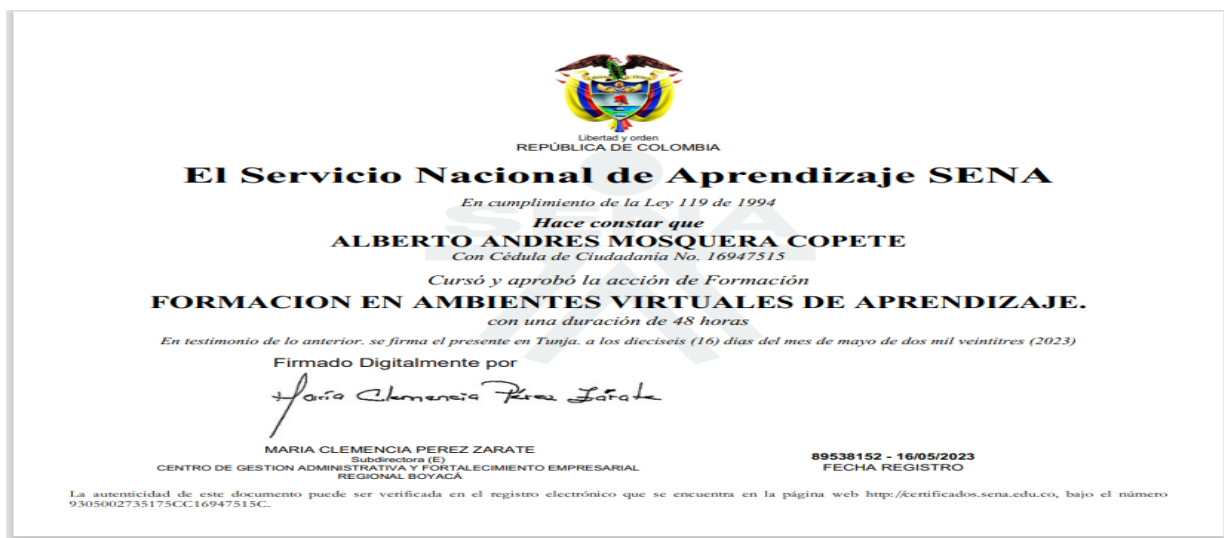 Libertad y orden
REPÚBLICA DE COLOMBIA
El Servicio Nacional de Aprendizaje SENA
En cumplimiento de la Ley 119 de 1994
SENA
Hace constar que
ALBERTO ANDRES MOSQUERA COPETE
Con Cédula de Ciudadania No. 16947515
Cursó y aprobó la acción de Formación
FORMACION EN AMBIENTES VIRTUALES DE APRENDIZAJE.
con una duración de 48 horas
En testimonio de lo anterior. se firma el presente en Tunja. a los dieciseis (16) dias del mes de mayo de dos mil veintitres (2023)
Firmado Digitalmente por
María Clemencia Pérez Zárate
MARIA CLEMENCIA PEREZ ZARATE
Subdirectora (E)
CENTRO DE GESTION ADMINISTRATIVA Y FORTALECIMIENTO EMPRESARIAL
REGIONAL BOYACÁ
89538152 - 16/05/2023
FECHA REGISTRO
La autenticidad de este documento puede ser verificada en el registro electrónico que se encuentra en la página web http://certificados.sena.edu.co, bajo el número
9305002735175CC16947515C.